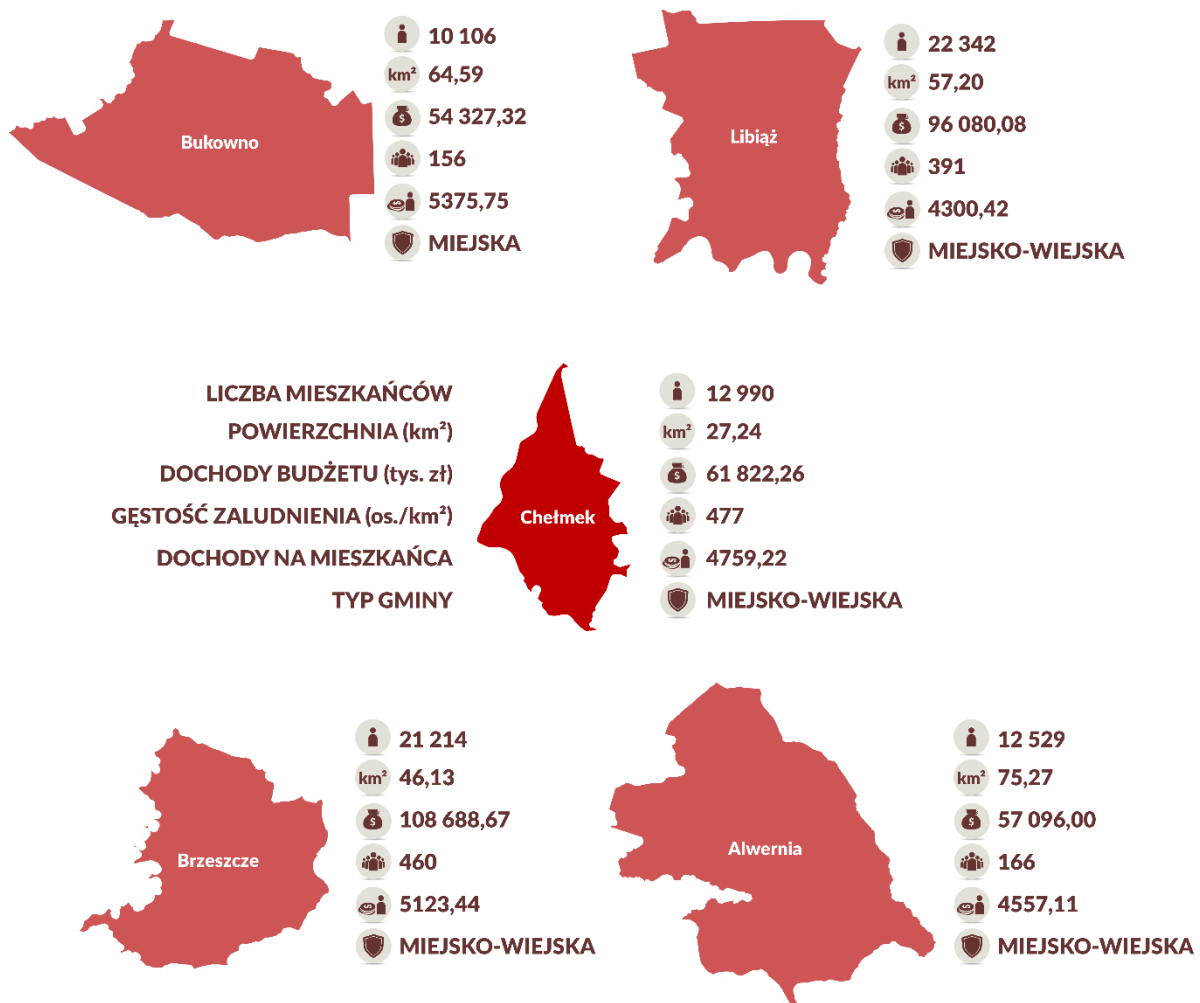 Bukowno
10 106
km² 64,59
54 327,32
156
5375,75
MIEJSKA
Libiąż
22 342
km² 57,20
96 080,08
391
4300,42
MIEJSKO-WIEJSKA
LICZBA MIESZKAŃCÓW
POWIERZCHNIA (km²)
DOCHODY BUDŻETU (tys. zł)
GĘSTOŚĆ ZALUDNIENIA (os./km²)
DOCHODY NA MIESZKAŃCA
TYP GMINY
Chełmek
12 990
km² 27,24
61 822,26
477
4759,22
MIEJSKO-WIEJSKA
Brzeszcze
21 214
km² 46,13
108 688,67
460
5123,44
MIEJSKO-WIEJSKA
Alwernia
12 529
km² 75,27
57 096,00
166
4557,11
MIEJSKO-WIEJSKA